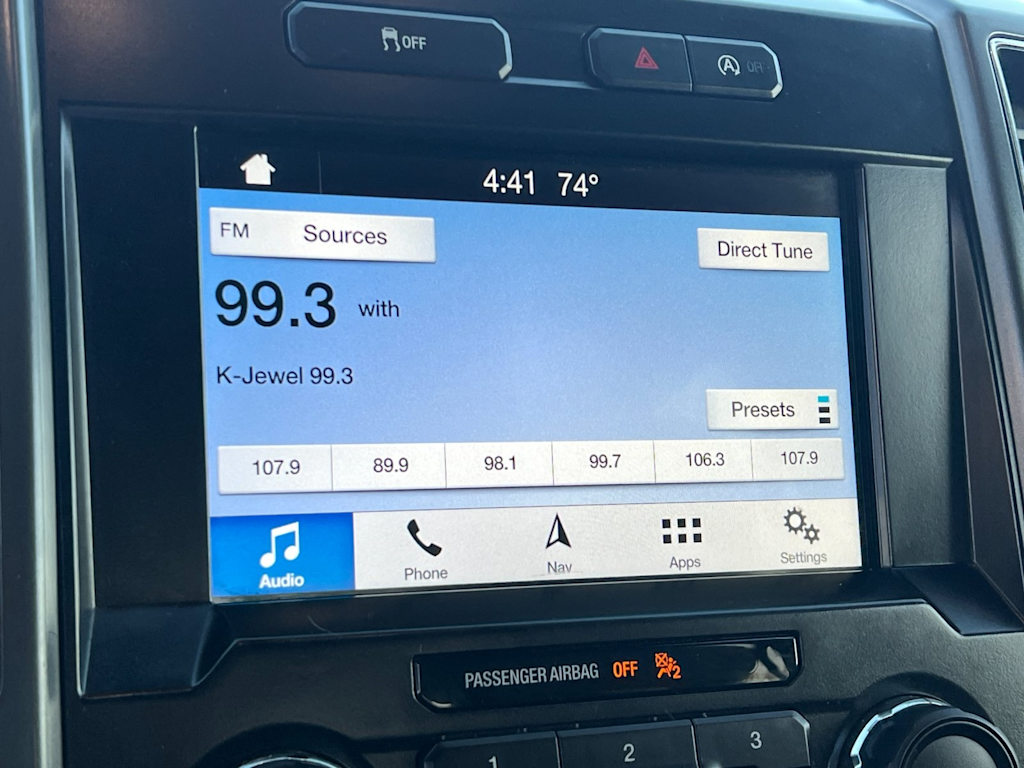 OFF
A OFF
4:41 74°
FM Sources
Direct Tune
99.3 with
K-Jewel 99.3
Presets
107.9 89.9 98.1 99.7 106.3 107.9
Audio Phone Nav Apps Settings
PASSENGER AIRBAG OFF 2
1 2 3